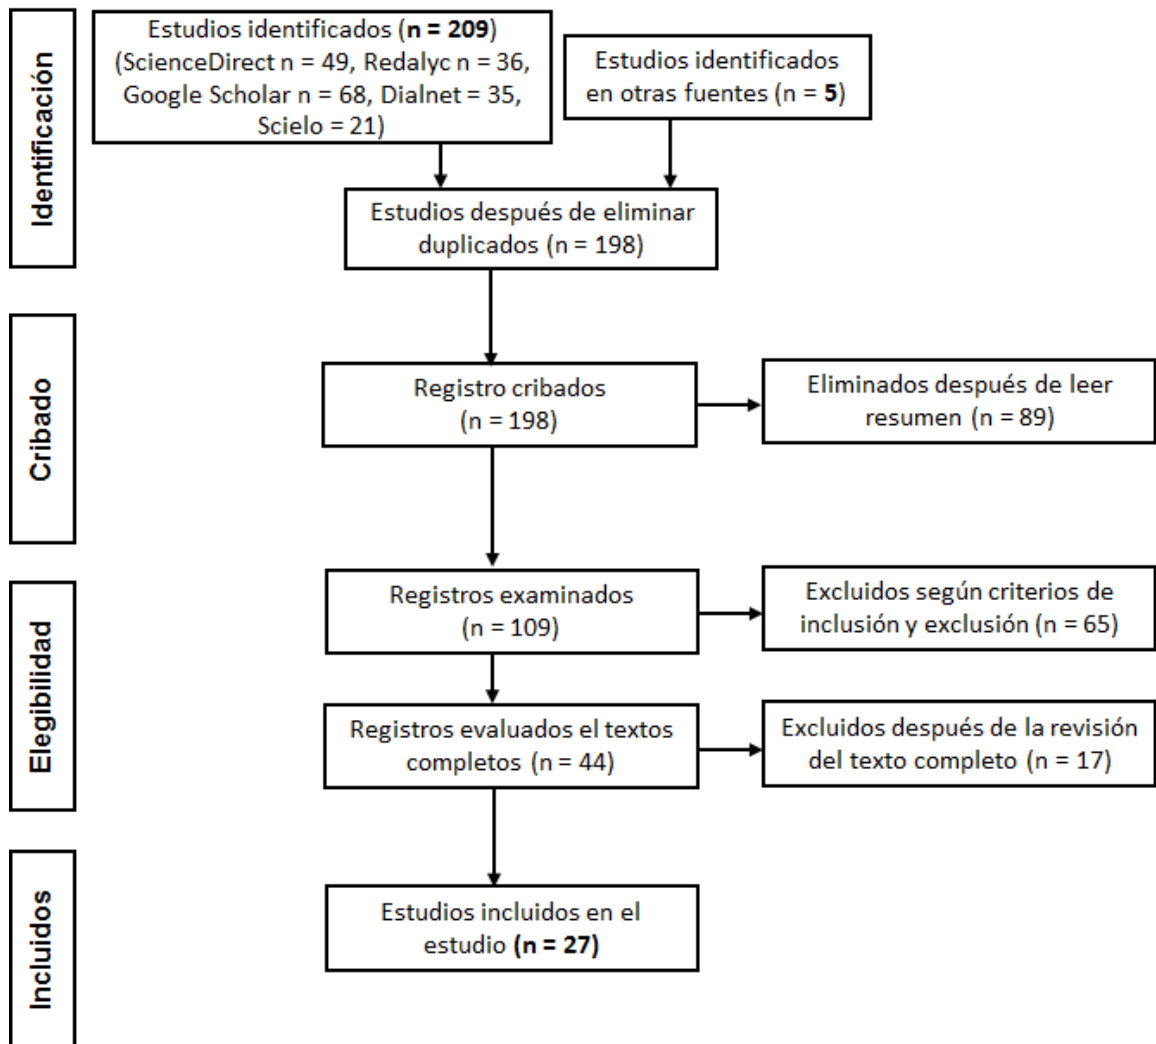 Identificación
Estudios identificados (n = 209)
(ScienceDirect n = 49, Redalyc n = 36,
Google Scholar n = 68, Dialnet = 35,
Scielo = 21)
Estudios identificados
en otras fuentes (n = 5)
Estudios después de eliminar
duplicados (n = 198)
Cribado
Registro cribados
(n = 198)
Eliminados después de leer
resumen (n = 89)
Elegibilidad
Registros examinados
(n = 109)
Excluidos según criterios de
inclusión y exclusión (n = 65)
Registros evaluados el textos
completos (n = 44)
Excluidos después de la revisión
del texto completo (n = 17)
Incluidos
Estudios incluidos en el
estudio (n = 27)